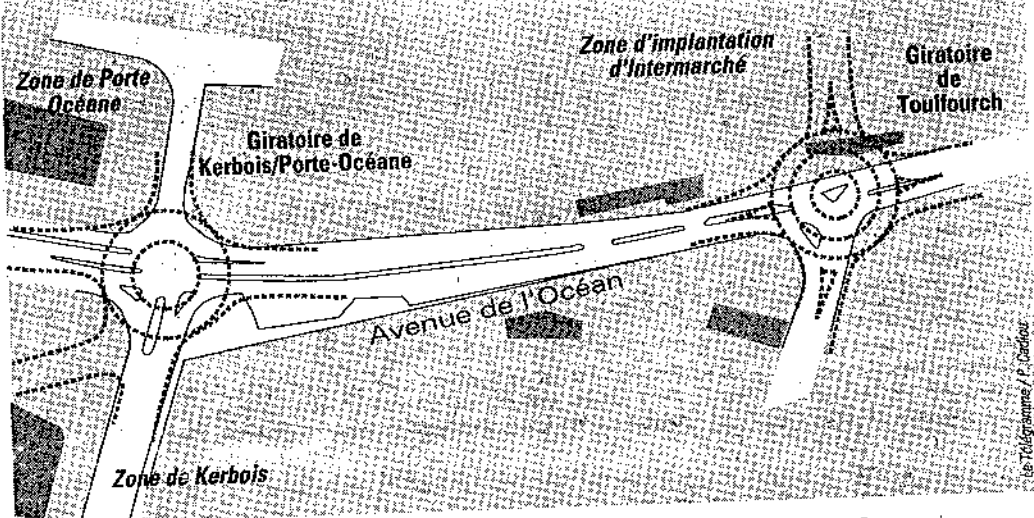 Zone de Porte
Océane
Giratoire de
Kerbois/Porte-Océane
Zone d'implantation
d'Intermarché
Giratoire
de
Toulfourch
Avenue de l'Océan
Zone de Kerbois
Le Télégramme / P.